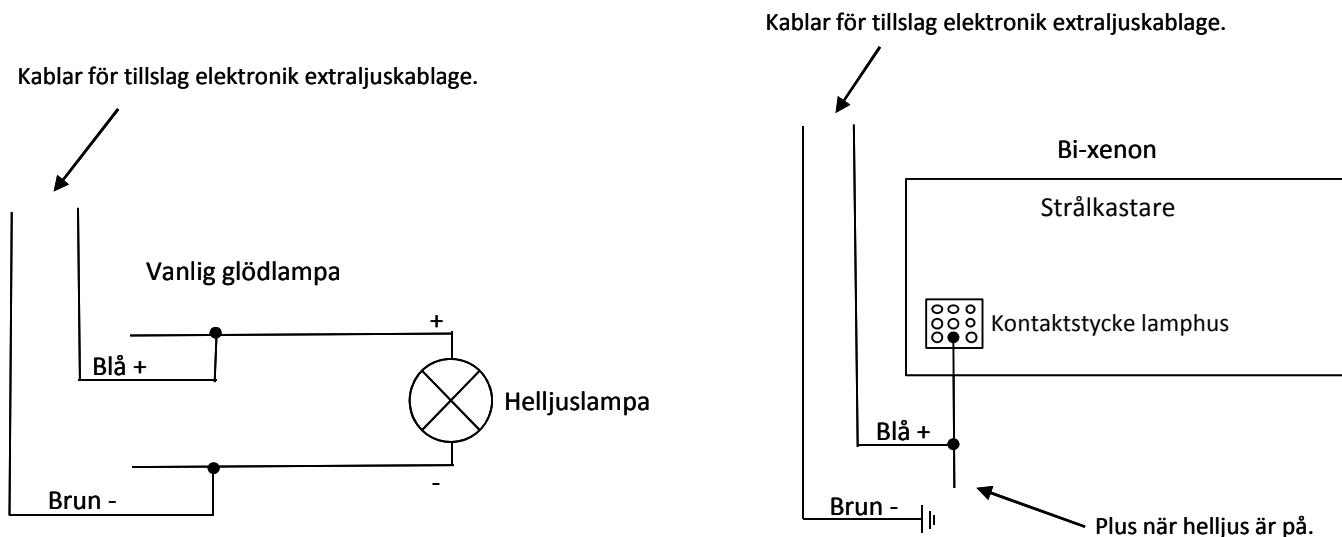 Kablar för tillslag elektronik extraljuskablage.
Vanlig glödlampa
+
Blå +
Helljuslampa
-
Brun -
Kablar för tillslag elektronik extraljuskablage.
Bi-xenon
Strålkastare
Kontaktstycke lamphus
Blå +
Brun -
Plus när helljus är på.